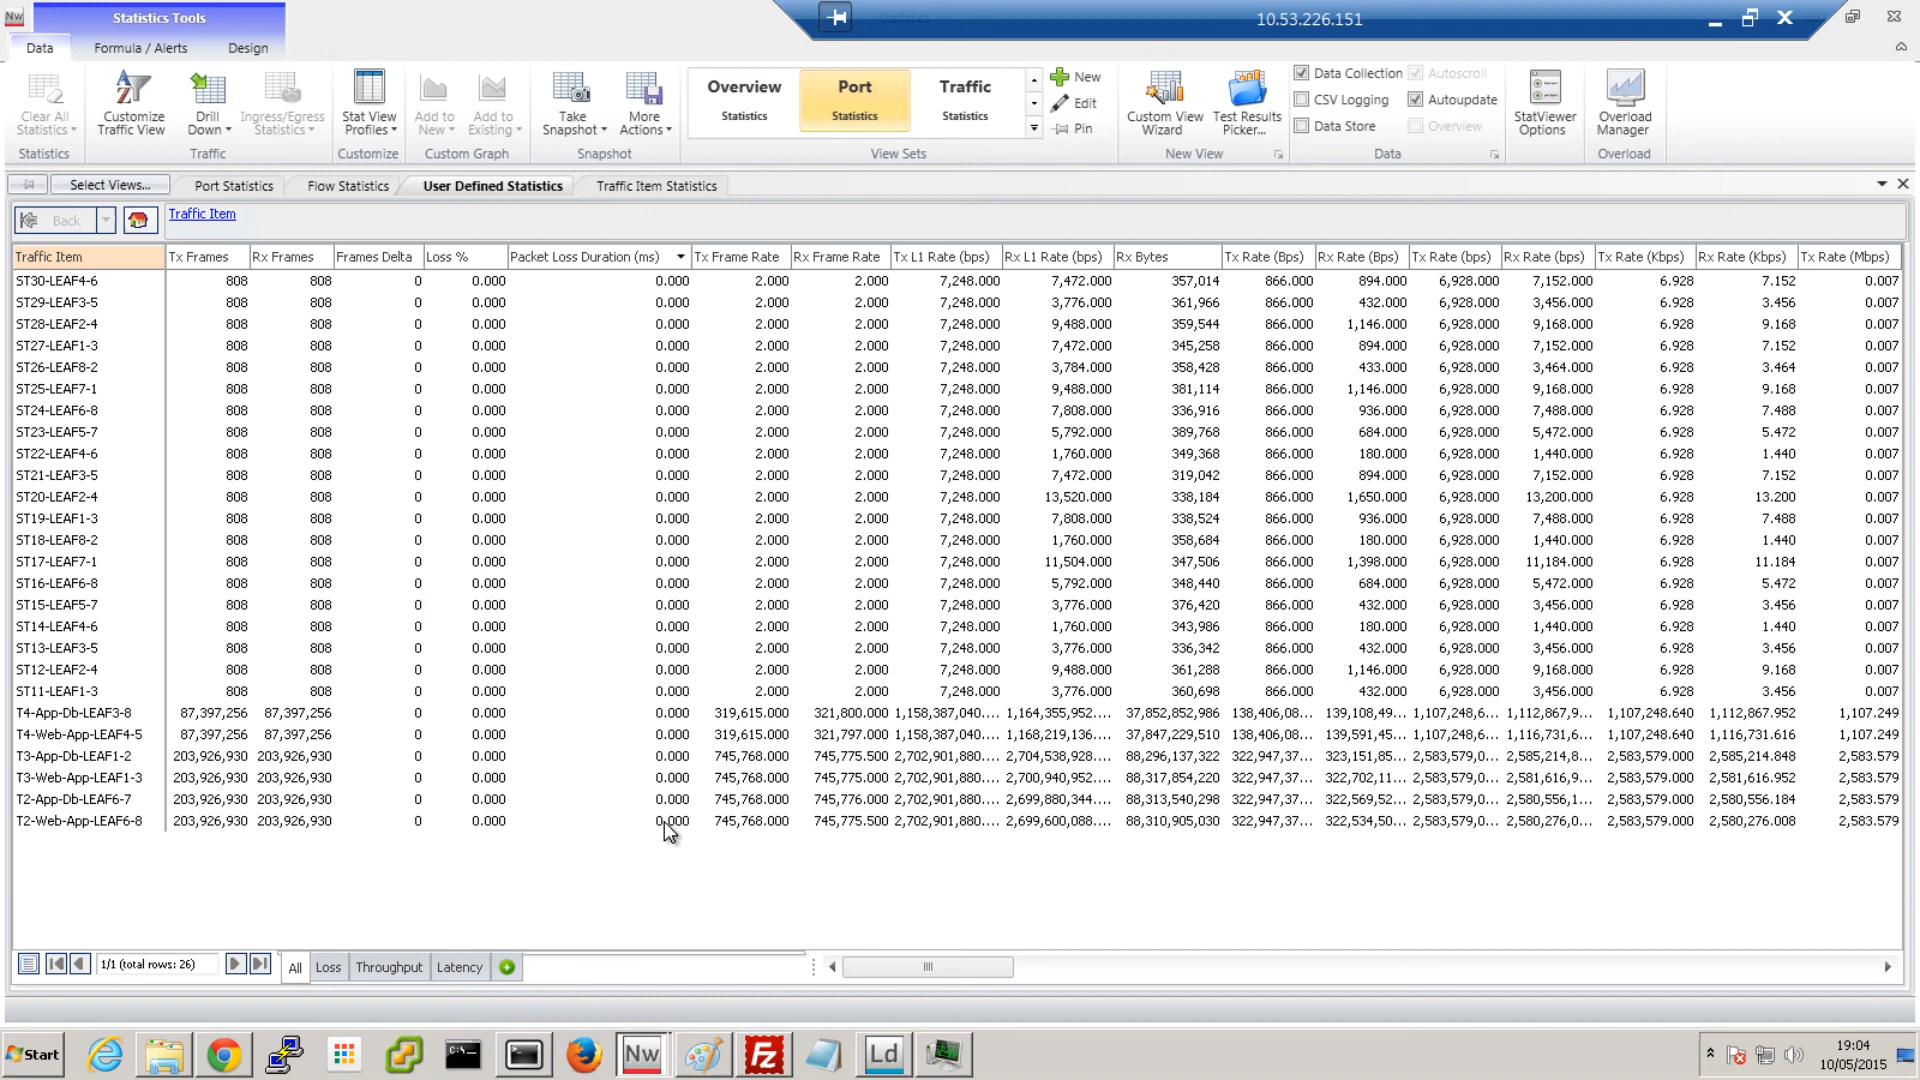 Nw Statistics Tools Statistics 10.53.226.151
Data Formula / Alerts Design
Clear All Statistics Customize Traffic View Drill Down Ingress/Egress Statistics Stat View Profiles Add to New Add to Existing Take Snapshot More Actions Overview Statistics Port Statistics Traffic Statistics New Edit Pin Custom View Wizard Test Results Picker... Data Collection Autoscroll CSV Logging Autoupdate Data Store Overview StatViewer Options Overload Manager
Statistics Traffic Customize Custom Graph Snapshot View Sets New View Data Overload
Select Views... Port Statistics Flow Statistics User Defined Statistics Traffic Item Statistics
Back Traffic Item
Traffic Item Tx Frames Rx Frames Frames Delta Loss % Packet Loss Duration (ms) Tx Frame Rate Rx Frame Rate Tx L1 Rate (bps) Rx L1 Rate (bps) Rx Bytes Tx Rate (Bps) Rx Rate (Bps) Tx Rate (bps) Rx Rate (bps) Tx Rate (Kbps) Rx Rate (Kbps) Tx Rate (Mbps)
ST30-LEAF4-6 808 808 0 0.000 0.000 2.000 2.000 7,248.000 7,472.000 357,014 866.000 894.000 6,928.000 7,152.000 6.928 7.152 0.007
ST29-LEAF3-5 808 808 0 0.000 0.000 2.000 2.000 7,248.000 3,776.000 361,966 866.000 432.000 6,928.000 3,456.000 6.928 3.456 0.007
ST28-LEAF2-4 808 808 0 0.000 0.000 2.000 2.000 7,248.000 9,488.000 359,544 866.000 1,146.000 6,928.000 9,168.000 6.928 9.168 0.007
ST27-LEAF1-3 808 808 0 0.000 0.000 2.000 2.000 7,248.000 7,472.000 345,258 866.000 894.000 6,928.000 7,152.000 6.928 7.152 0.007
ST26-LEAF8-2 808 808 0 0.000 0.000 2.000 2.000 7,248.000 3,784.000 358,428 866.000 433.000 6,928.000 3,464.000 6.928 3.464 0.007
ST25-LEAF7-1 808 808 0 0.000 0.000 2.000 2.000 7,248.000 9,488.000 381,114 866.000 1,146.000 6,928.000 9,168.000 6.928 9.168 0.007
ST24-LEAF6-8 808 808 0 0.000 0.000 2.000 2.000 7,248.000 7,808.000 336,916 866.000 936.000 6,928.000 7,488.000 6.928 7.488 0.007
ST23-LEAF5-7 808 808 0 0.000 0.000 2.000 2.000 7,248.000 5,792.000 389,768 866.000 684.000 6,928.000 5,472.000 6.928 5.472 0.007
ST22-LEAF4-6 808 808 0 0.000 0.000 2.000 2.000 7,248.000 1,760.000 349,368 866.000 180.000 6,928.000 1,440.000 6.928 1.440 0.007
ST21-LEAF3-5 808 808 0 0.000 0.000 2.000 2.000 7,248.000 7,472.000 319,042 866.000 894.000 6,928.000 7,152.000 6.928 7.152 0.007
ST20-LEAF2-4 808 808 0 0.000 0.000 2.000 2.000 7,248.000 13,520.000 338,184 866.000 1,650.000 6,928.000 13,200.000 6.928 13.200 0.007
ST19-LEAF1-3 808 808 0 0.000 0.000 2.000 2.000 7,248.000 7,808.000 338,524 866.000 936.000 6,928.000 7,488.000 6.928 7.488 0.007
ST18-LEAF8-2 808 808 0 0.000 0.000 2.000 2.000 7,248.000 1,760.000 358,684 866.000 180.000 6,928.000 1,440.000 6.928 1.440 0.007
ST17-LEAF7-1 808 808 0 0.000 0.000 2.000 2.000 7,248.000 11,504.000 347,506 866.000 1,398.000 6,928.000 11,184.000 6.928 11.184 0.007
ST16-LEAF6-8 808 808 0 0.000 0.000 2.000 2.000 7,248.000 5,792.000 348,440 866.000 684.000 6,928.000 5,472.000 6.928 5.472 0.007
ST15-LEAF5-7 808 808 0 0.000 0.000 2.000 2.000 7,248.000 3,776.000 376,420 866.000 432.000 6,928.000 3,456.000 6.928 3.456 0.007
ST14-LEAF4-6 808 808 0 0.000 0.000 2.000 2.000 7,248.000 1,760.000 343,986 866.000 180.000 6,928.000 1,440.000 6.928 1.440 0.007
ST13-LEAF3-5 808 808 0 0.000 0.000 2.000 2.000 7,248.000 3,776.000 336,342 866.000 432.000 6,928.000 3,456.000 6.928 3.456 0.007
ST12-LEAF2-4 808 808 0 0.000 0.000 2.000 2.000 7,248.000 9,488.000 361,288 866.000 1,146.000 6,928.000 9,168.000 6.928 9.168 0.007
ST11-LEAF1-3 808 808 0 0.000 0.000 2.000 2.000 7,248.000 3,776.000 360,698 866.000 432.000 6,928.000 3,456.000 6.928 3.456 0.007
T4-App-Db-LEAF3-8 87,397,256 87,397,256 0 0.000 0.000 319,615.000 321,800.000 1,158,387,040.... 1,164,355,952.... 37,852,852,986 138,406,08... 139,108,49... 1,107,248,6... 1,112,867,9... 1,107,248.640 1,112,867.952 1,107.249
T4-Web-App-LEAF4-5 87,397,256 87,397,256 0 0.000 0.000 319,615.000 321,797.000 1,158,387,040.... 1,168,219,136.... 37,847,229,510 138,406,08... 139,591,45... 1,107,248,6... 1,116,731,6... 1,107,248.640 1,116,731.616 1,107.249
T3-App-Db-LEAF1-2 203,926,930 203,926,930 0 0.000 0.000 745,768.000 745,775.500 2,702,901,880.... 2,704,538,928.... 88,296,137,322 322,947,37... 323,151,85... 2,583,579,0... 2,585,214,8... 2,583,579.000 2,585,214.848 2,583.579
T3-Web-App-LEAF1-3 203,926,930 203,926,930 0 0.000 0.000 745,768.000 745,775.000 2,702,901,880.... 2,700,940,952.... 88,317,854,220 322,947,37... 322,702,11... 2,583,579,0... 2,581,616,9... 2,583,579.000 2,581,616.952 2,583.579
T2-App-Db-LEAF6-7 203,926,930 203,926,930 0 0.000 0.000 745,768.000 745,776.000 2,702,901,880.... 2,699,880,344.... 88,313,540,298 322,947,37... 322,569,52... 2,583,579,0... 2,580,556,1... 2,583,579.000 2,580,556.184 2,583.579
T2-Web-App-LEAF6-8 203,926,930 203,926,930 0 0.000 0.000 745,768.000 745,775.500 2,702,901,880.... 2,699,600,088.... 88,310,905,030 322,947,37... 322,534,50... 2,583,579,0... 2,580,276,0... 2,583,579.000 2,580,276.008 2,583.579
1/1 (total rows: 26) All Loss Throughput Latency
Start C:\_ Nw Fz Ld 19:04
10/05/2015